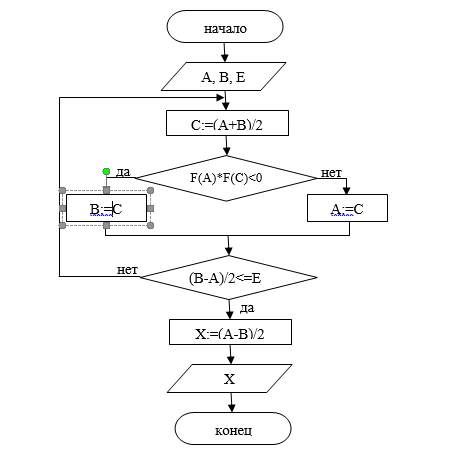 начало
A, B, E
C:=(A+B)/2
F(A)*F(C)<0
да
нет
B:=C
A:=C
(B-A)/2<=E
нет
да
X:=(A-B)/2
X
конец